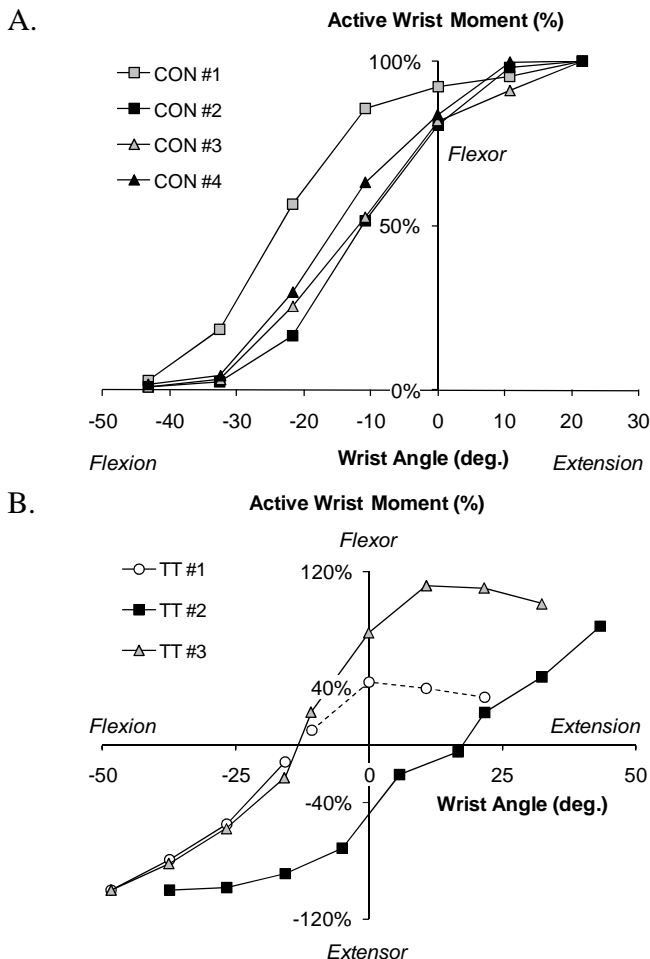 A.
Active Wrist Moment (%)
CON #1
CON #2
CON #3
CON #4
100%
Flexor
50%
0%
-50 -40 -30 -20 -10 0 10 20 30
Flexion Wrist Angle (deg.) Extension
B.
Active Wrist Moment (%)
Flexor
TT #1
TT #2
TT #3
120%
40%
Flexion Extension
-50 -25 0 25 50
-40% Wrist Angle (deg.)
-120%
Extensor